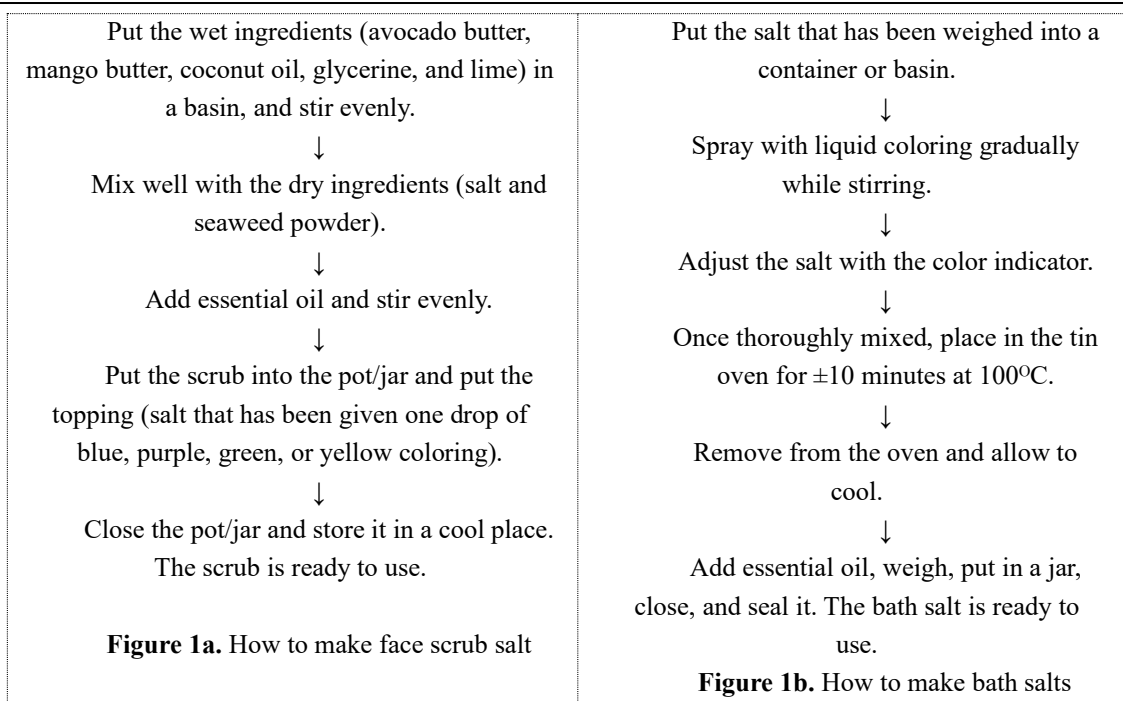 Put the wet ingredients (avocado butter,
mango butter, coconut oil, glycerine, and lime) in
a basin, and stir evenly.
↓
Mix well with the dry ingredients (salt and
seaweed powder).
↓
Add essential oil and stir evenly.
↓
Put the scrub into the pot/jar and put the
topping (salt that has been given one drop of
blue, purple, green, or yellow coloring).
↓
Close the pot/jar and store it in a cool place.
The scrub is ready to use.
Figure 1a. How to make face scrub salt
Put the salt that has been weighed into a
container or basin.
↓
Spray with liquid coloring gradually
while stirring.
↓
Adjust the salt with the color indicator.
↓
Once thoroughly mixed, place in the tin
oven for ±10 minutes at 100ᴼC.
↓
Remove from the oven and allow to
cool.
↓
Add essential oil, weigh, put in a jar,
close, and seal it. The bath salt is ready to
use.
Figure 1b. How to make bath salts